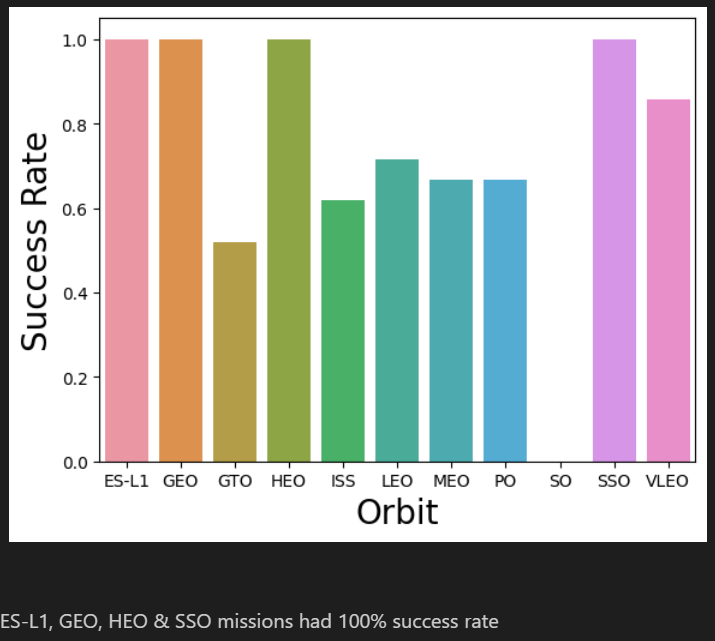 1.0
0.8
0.6
0.4
0.2
0.0
Success Rate
ES-L1 GEO GTO HEO ISS LEO MEO PO SO SSO VLEO
Orbit
ES-L1, GEO, HEO & SSO missions had 100% success rate